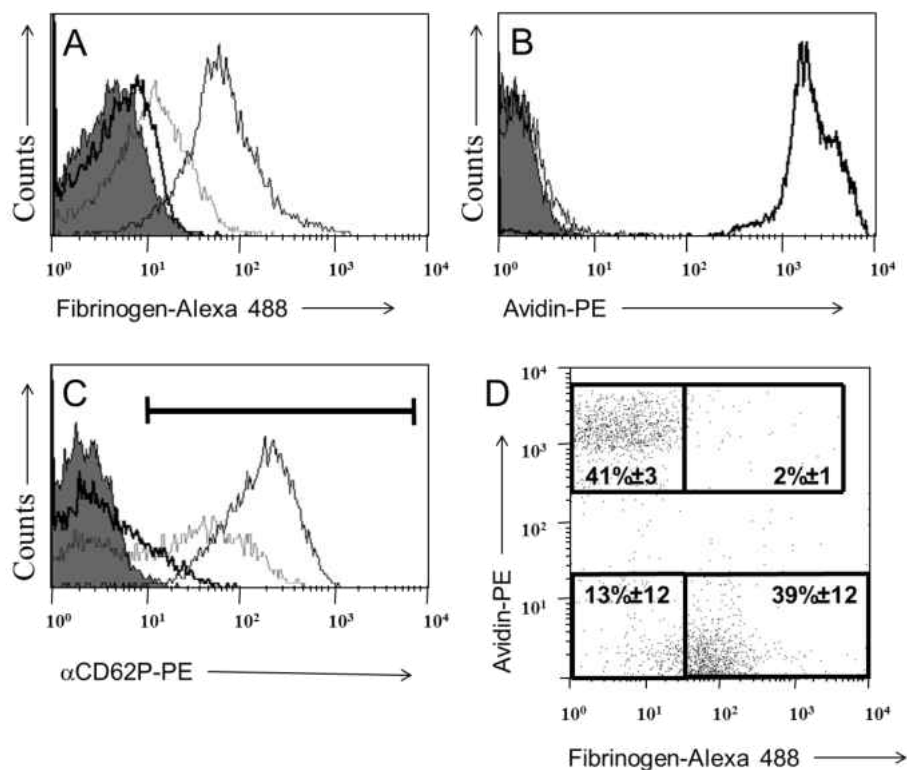 A
Counts
10⁰ 10¹ 10² 10³ 10⁴
Fibrinogen-Alexa 488
B
Counts
10⁰ 10¹ 10² 10³ 10⁴
Avidin-PE
C
Counts
10⁰ 10¹ 10² 10³ 10⁴
αCD62P-PE
D
10⁴
10³
10²
10¹
Avidin-PE
41%±3 2%±1
13%±12 39%±12
10⁰ 10¹ 10² 10³ 10⁴
Fibrinogen-Alexa 488